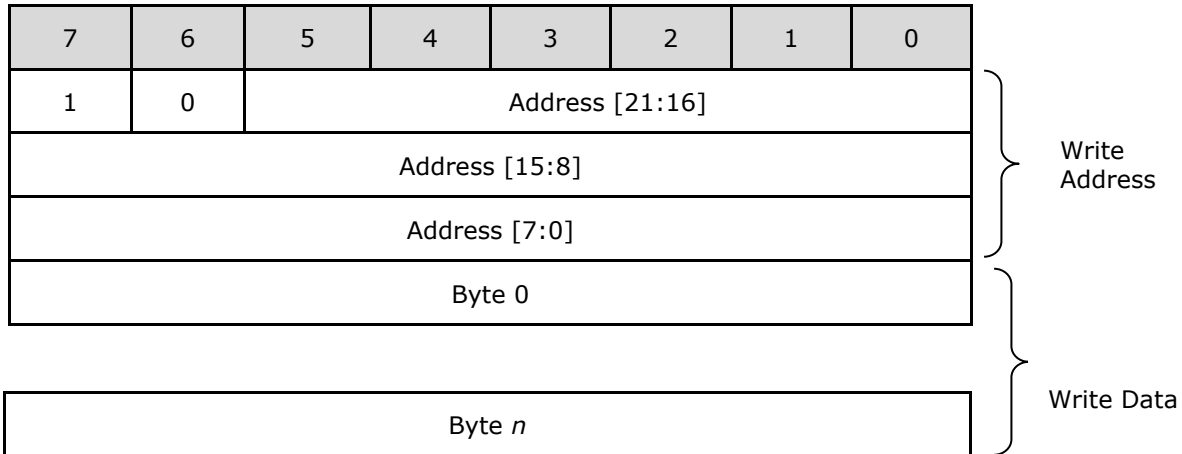 7 6 5 4 3 2 1 0
1 0 Address [21:16]
Address [15:8]
Write
Address
Address [7:0]
Byte 0
Write Data
Byte n